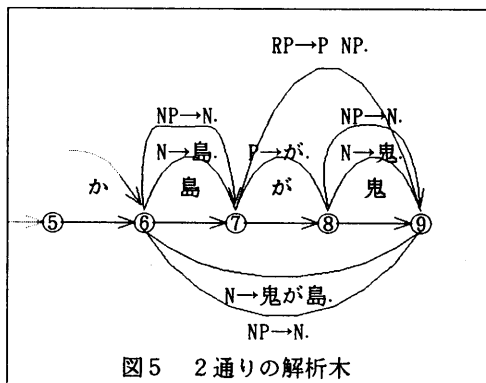 RP→P NP.
NP→N. NP→N.
N→島. P→が. N→鬼.
か 島 が 鬼
⑤ ⑥ ⑦ ⑧ ⑨
N→鬼が島.
NP→N.
図5 2通りの解析木